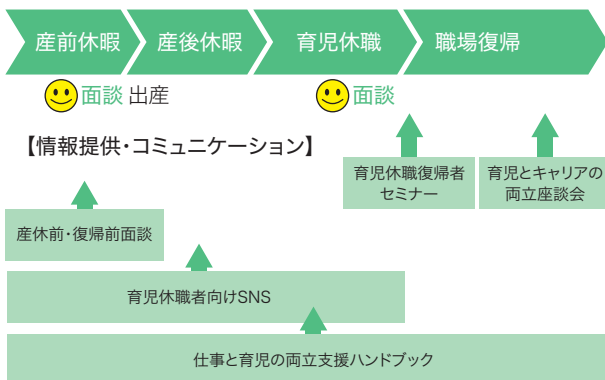 産前休暇 産後休暇 育児休職 職場復帰
面談 出産 面談
【情報提供・コミュニケーション】
育児休職復帰者
セミナー
育児とキャリアの
両立座談会
産休前・復帰前面談
育児休職者向けSNS
仕事と育児の両立支援ハンドブック